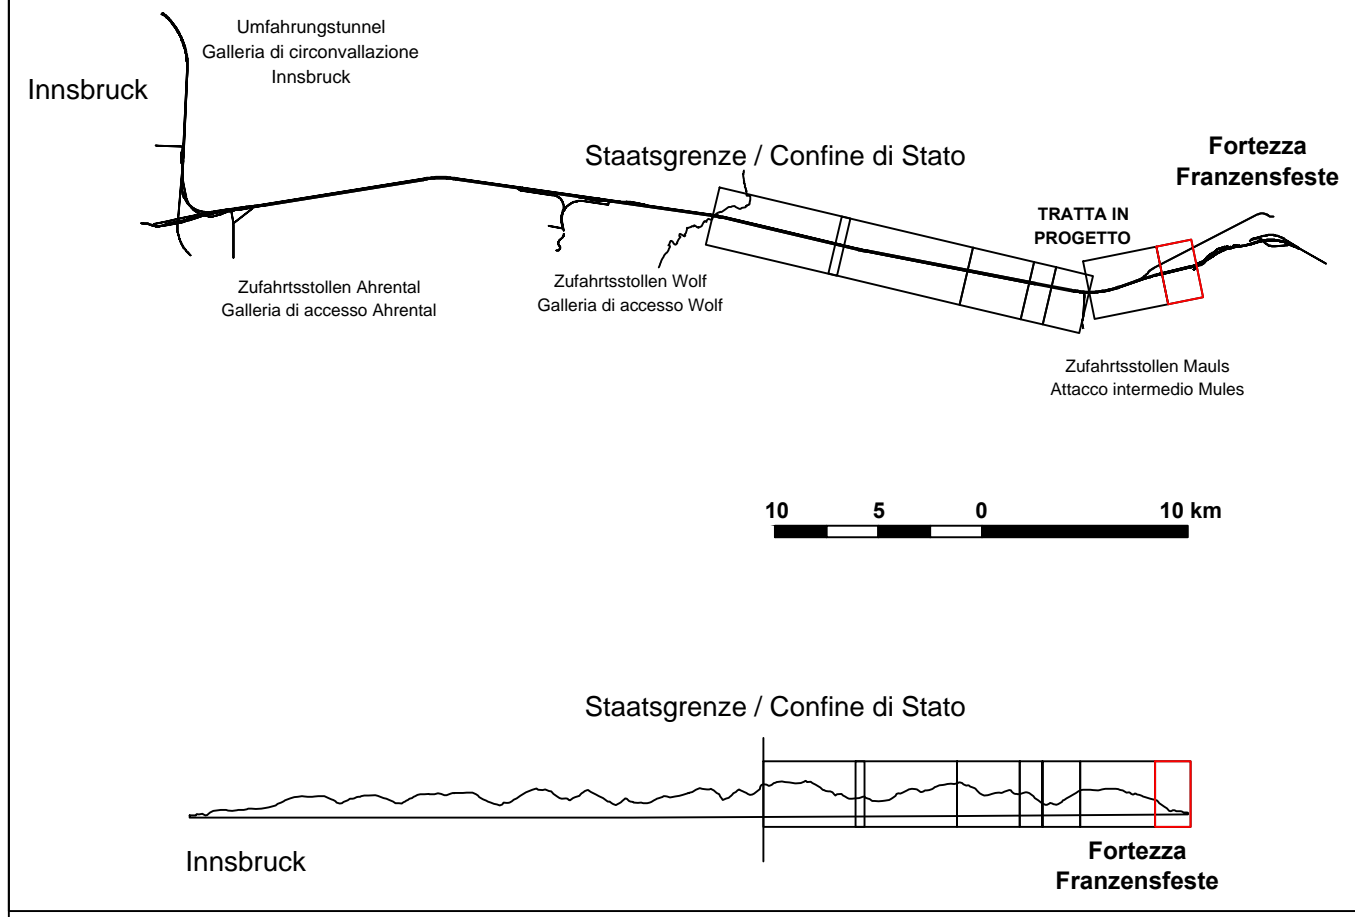 Umfahrungstunnel
Galleria di circonvallazione
Innsbruck
Innsbruck
Staatsgrenze / Confine di Stato
Fortezza
Franzensfeste
TRATTA IN
PROGETTO
Zufahrtsstollen Ahrental
Galleria di accesso Ahrental
Zufahrtsstollen Wolf
Galleria di accesso Wolf
Zufahrtsstollen Mauls
Attacco intermedio Mules
10 5 0 10 km
Staatsgrenze / Confine di Stato
Innsbruck
Fortezza
Franzensfeste